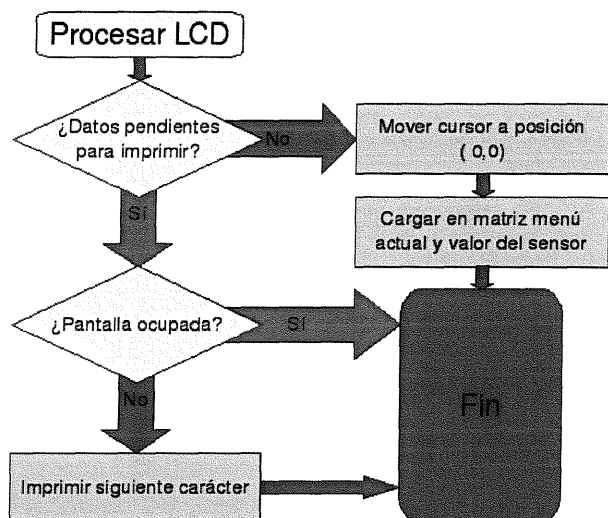 Procesar LCD
¿Datos pendientes
para imprimir?
No
Mover cursor a posición
( 0,0)
Sí
Cargar en matriz menú
actual y valor del sensor
¿Pantalla ocupada?
Sí
Fin
No
Imprimir siguiente carácter